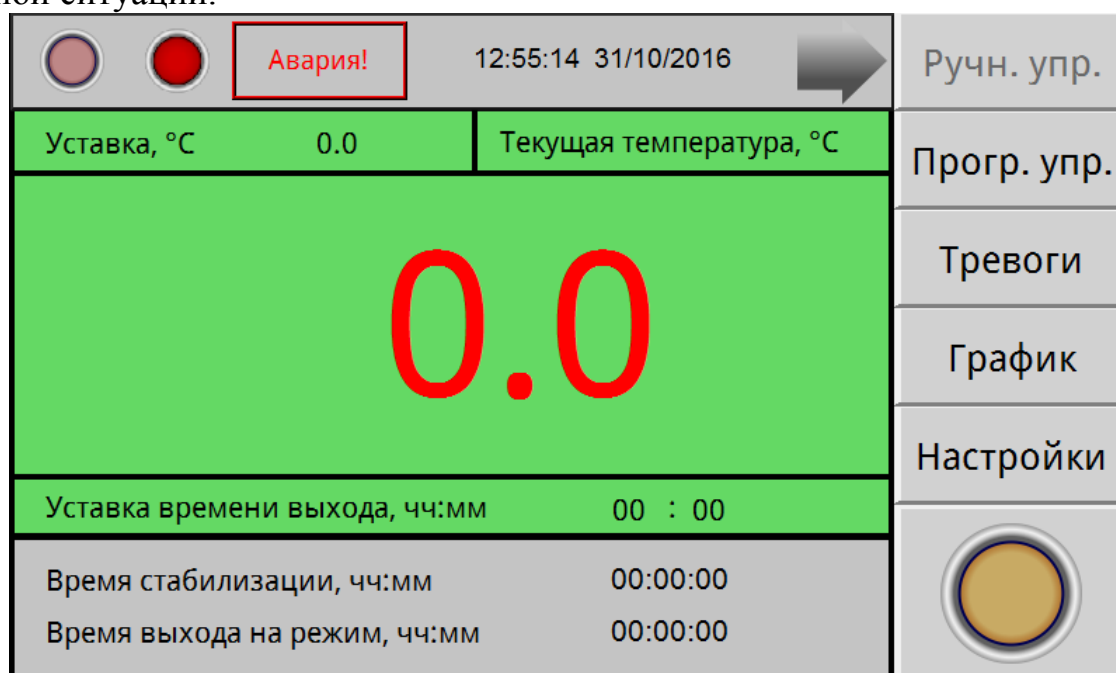 ситуации.
Авария!
12:55:14 31/10/2016
Ручн. упр.
Уставка, °C 0.0
Текущая температура, °C
Прогр. упр.
0.0
Тревоги
График
Настройки
Уставка времени выхода, чч:мм 00 : 00
Время стабилизации, чч:мм 00:00:00
Время выхода на режим, чч:мм 00:00:00